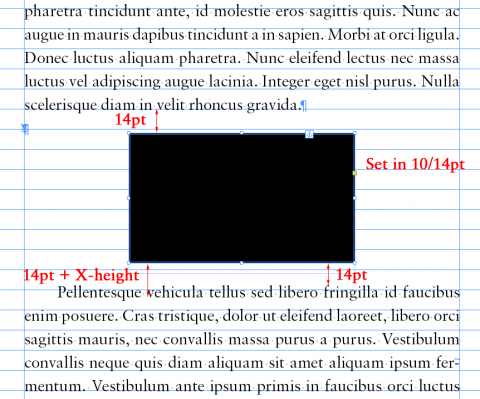 pharetra tincidunt ante, id molestie eros sagittis quis. Nunc ac
augue in mauris dapibus tincidunt a in sapien. Morbi at orci ligula.
Donec luctus aliquam pharetra. Nunc eleifend lectus nec massa
luctus vel adipiscing augue lacinia. Integer eget nisl purus. Nulla
scelerisque diam in velit rhoncus gravida.¶
14pt
Set in 10/14pt
14pt + X-height
14pt
Pellentesque vehicula tellus sed libero fringilla id faucibus
enim posuere. Cras tristique, dolor ut eleifend laoreet, libero orci
sagittis mauris, nec convallis massa purus a purus. Vestibulum
convallis neque quis diam aliquam sit amet aliquam ipsum fer-
mentum. Vestibulum ante ipsum primis in faucibus orci luctus